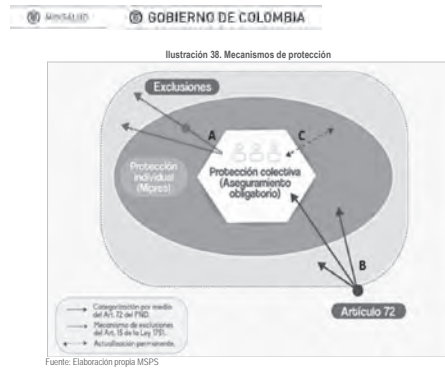 MINSALUD
GOBIERNO DE COLOMBIA
Ilustración 38. Mecanismos de protección
Exclusiones
A
C
Protección
individual
(Mipres)
Protección colectiva
(Aseguramiento
obligatorio)
B
Artículo 72
Categorización por medio
del Art. 72 del PND.
Mecanismo de exclusiones
del Art. 15 de la Ley 1751.
Actualización permanente.
Fuente: Elaboración propia MSPS